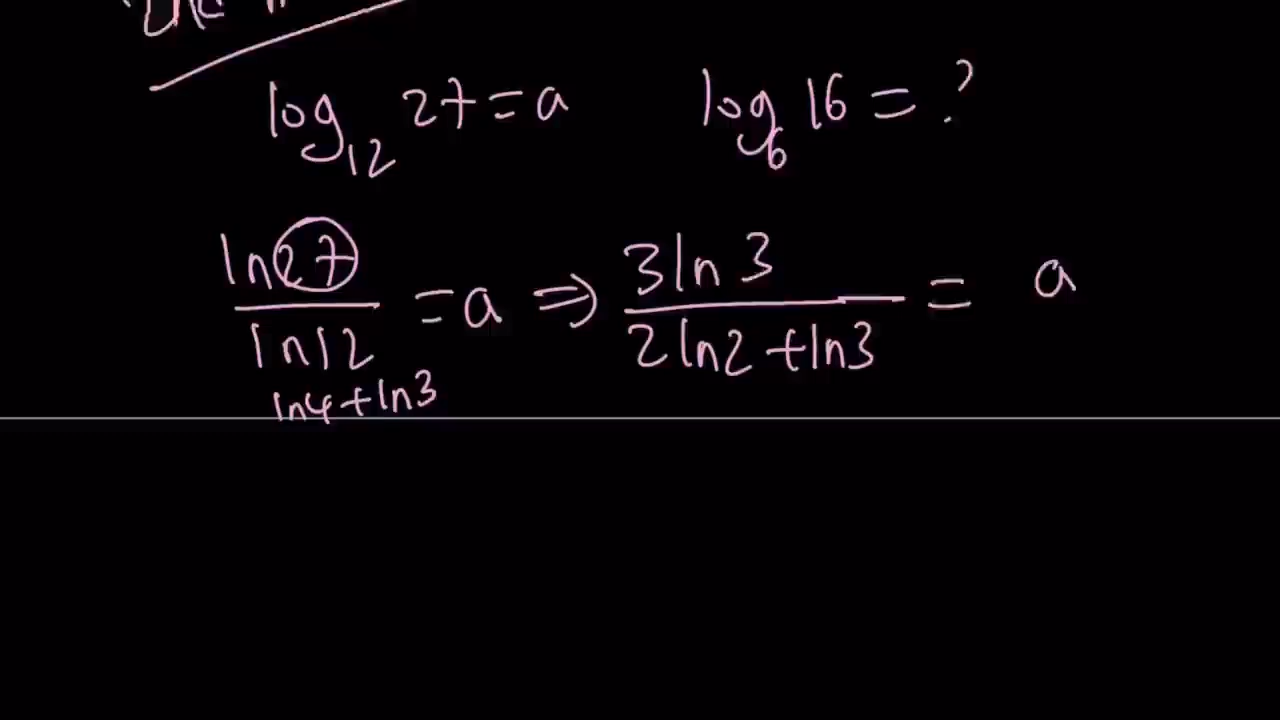 log₁₂ 27 = a    log₆ 16 = ?
ln 27 / ln 12 = a ⇒ 3 ln 3 / (2 ln 2 + ln 3) = a
ln 4 + ln 3